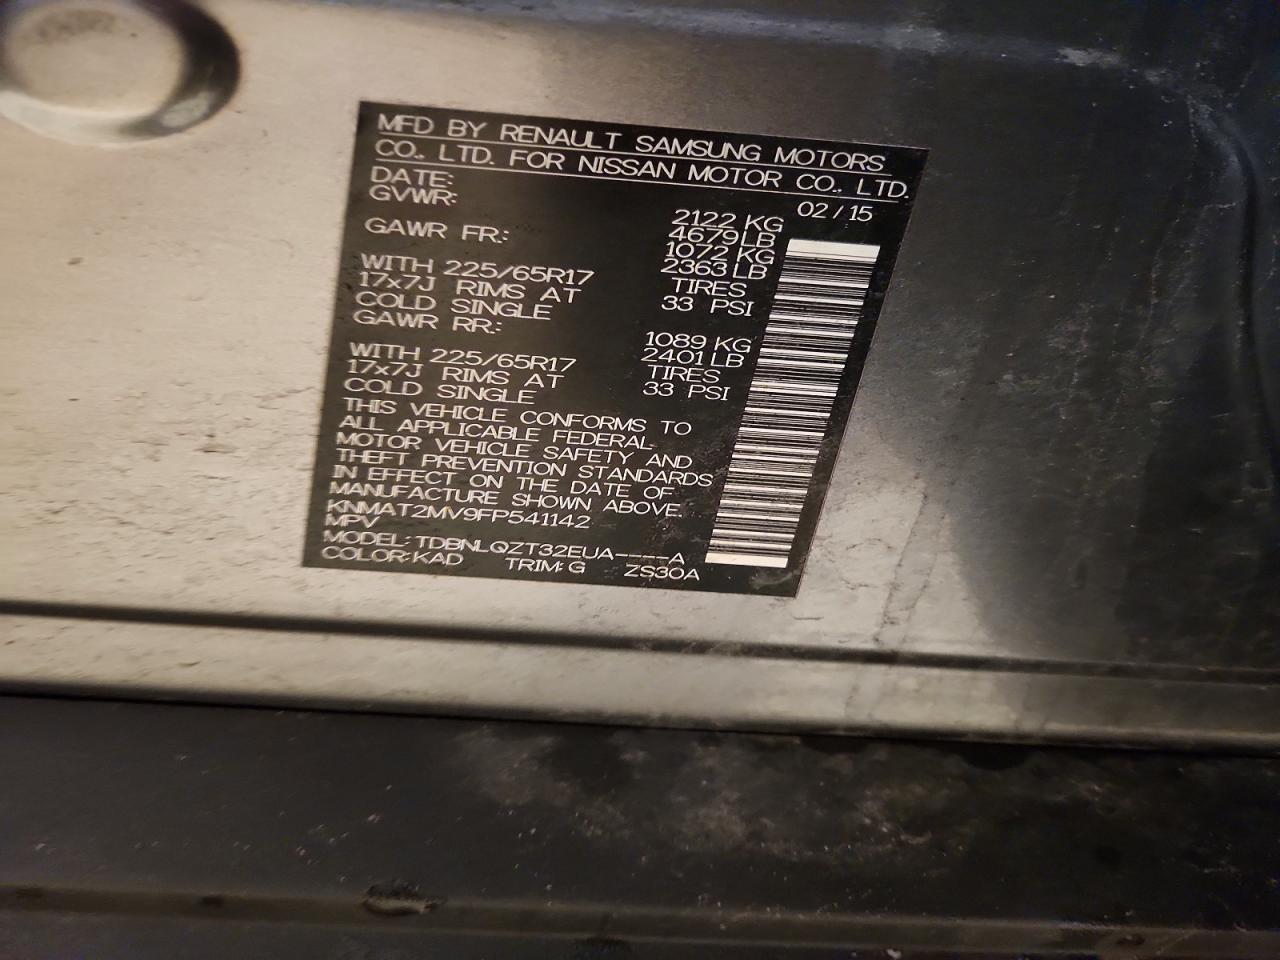 MFD BY RENAULT SAMSUNG MOTORS
CO., LTD. FOR NISSAN MOTOR CO., LTD.
DATE: 02/15
GVWR: 2122 KG
4679 LB
GAWR FR.: 1072 KG
2363 LB
WITH 225/65R17 TIRES
17x7J RIMS AT 33 PSI
COLD SINGLE
GAWR RR.: 1089 KG
2401 LB
WITH 225/65R17 TIRES
17x7J RIMS AT 33 PSI
COLD SINGLE
THIS VEHICLE CONFORMS TO
ALL APPLICABLE FEDERAL
MOTOR VEHICLE SAFETY AND
THEFT PREVENTION STANDARDS
IN EFFECT ON THE DATE OF
MANUFACTURE SHOWN ABOVE.
KNMAT2MV9FP541142
MPV
MODEL: TDBNLQZT32EUA----A
COLOR: KAD TRIM: G ZS30A